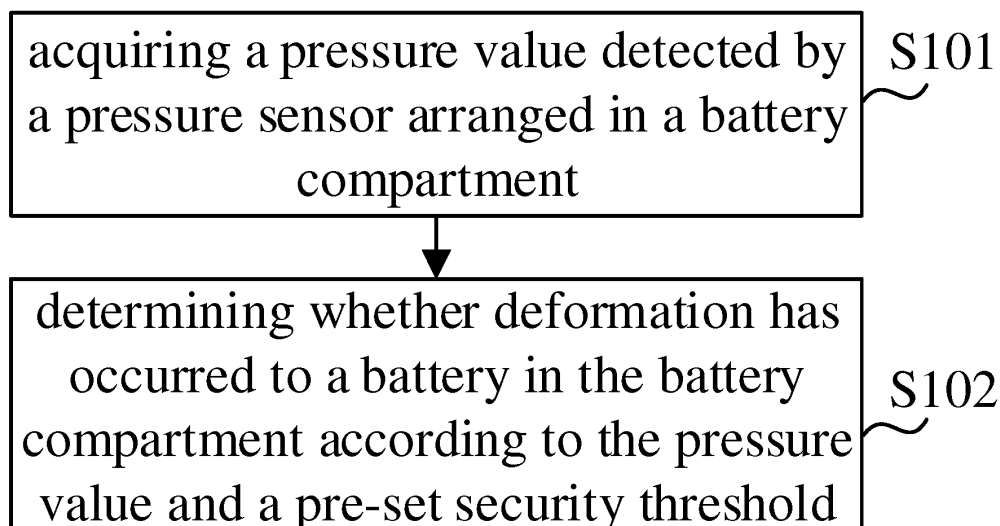 acquiring a pressure value detected by
a pressure sensor arranged in a battery
compartment
S101
determining whether deformation has
occurred to a battery in the battery
compartment according to the pressure
value and a pre-set security threshold
S102